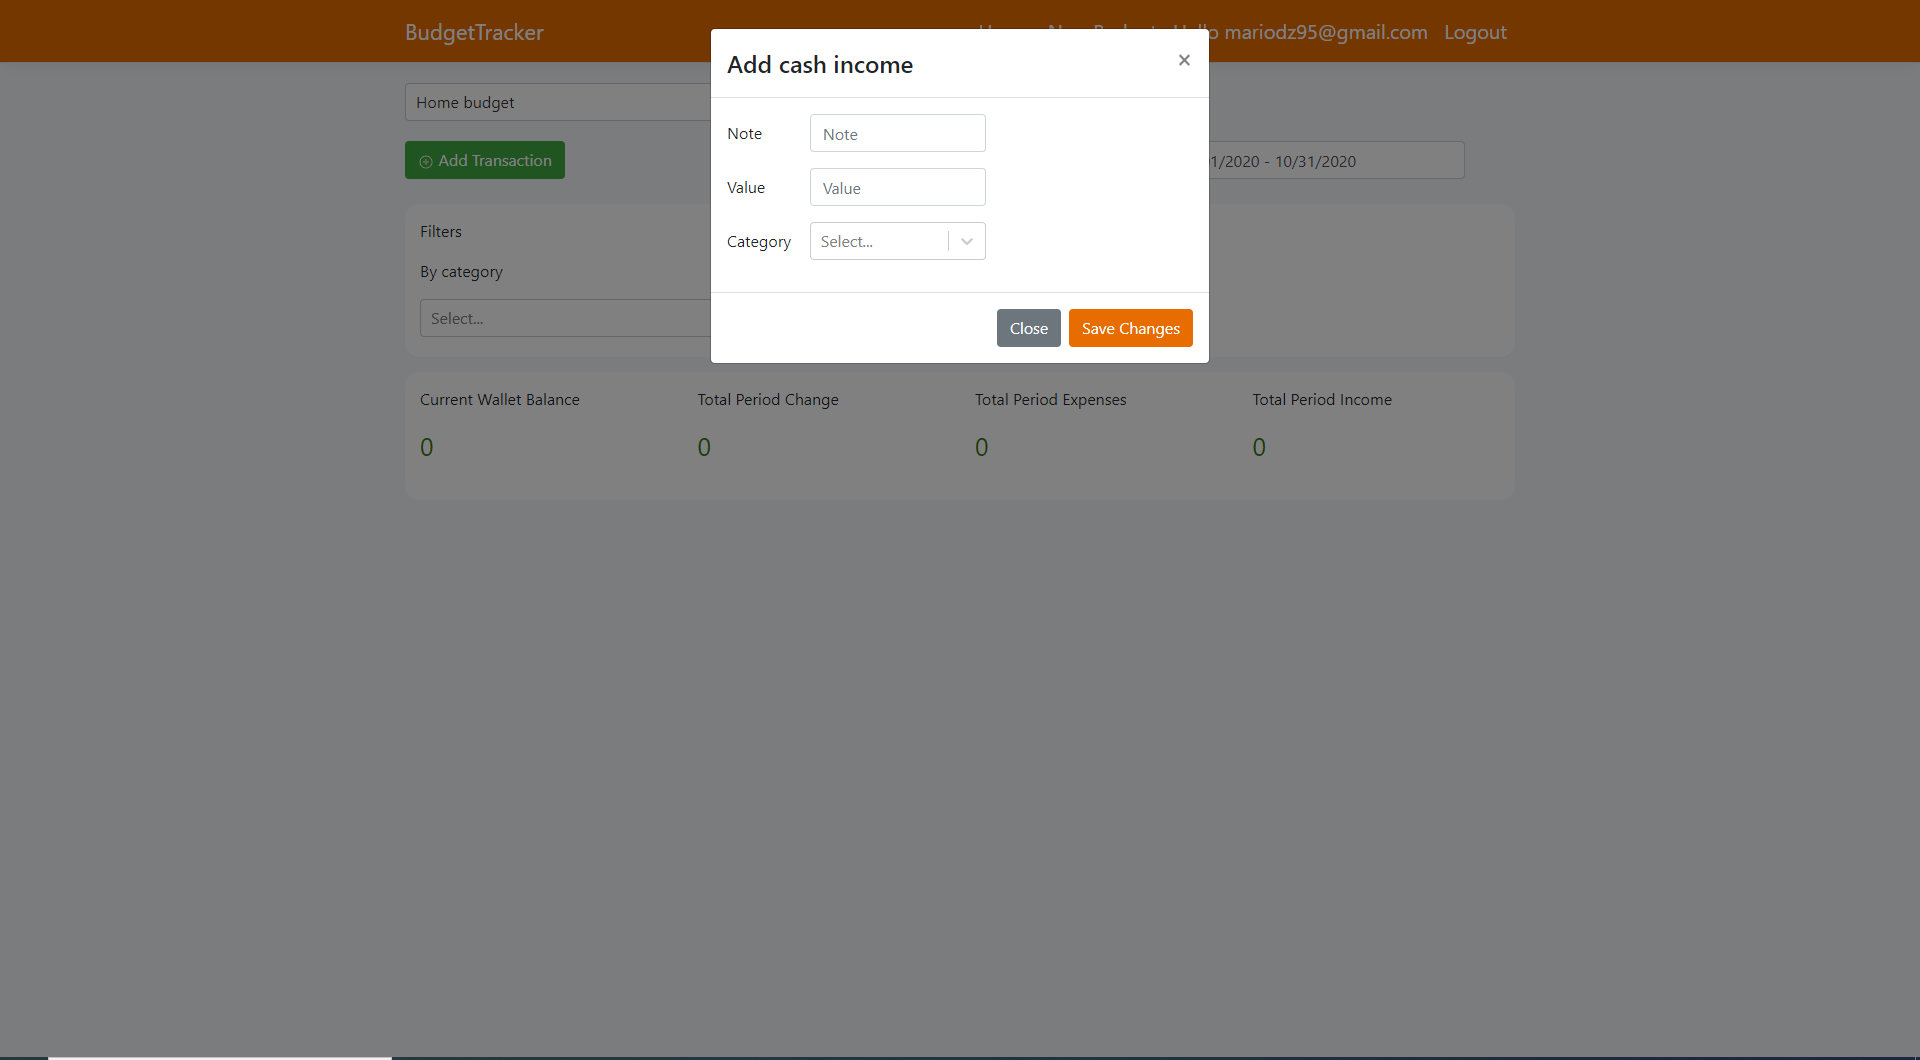 BudgetTracker
mariodz95@gmail.com Logout
Add cash income ×
Home budget
Note Note
Add Transaction
1/2020 - 10/31/2020
Value Value
Filters
Category Select...
By category
Select...
Close Save Changes
Current Wallet Balance Total Period Change Total Period Expenses Total Period Income
0 0 0 0